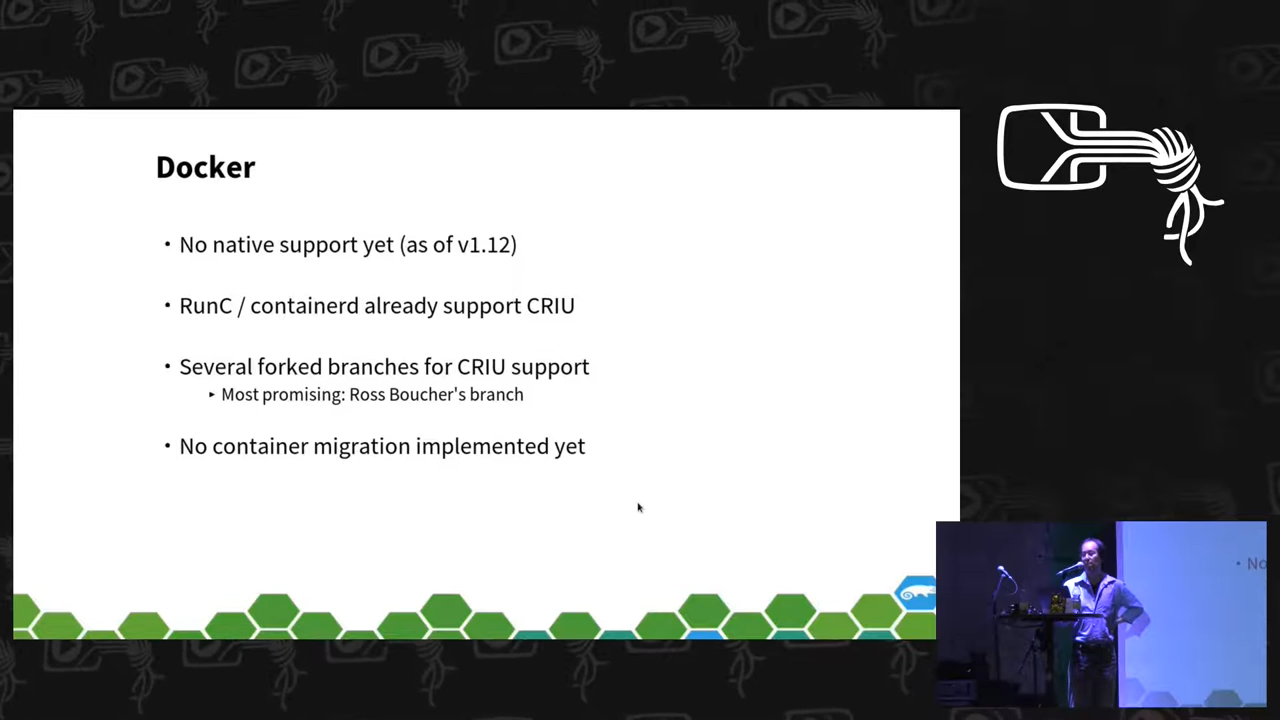 Docker
• No native support yet (as of v1.12)
• RunC / containerd already support CRIU
• Several forked branches for CRIU support
▸ Most promising: Ross Boucher's branch
• No container migration implemented yet
• No